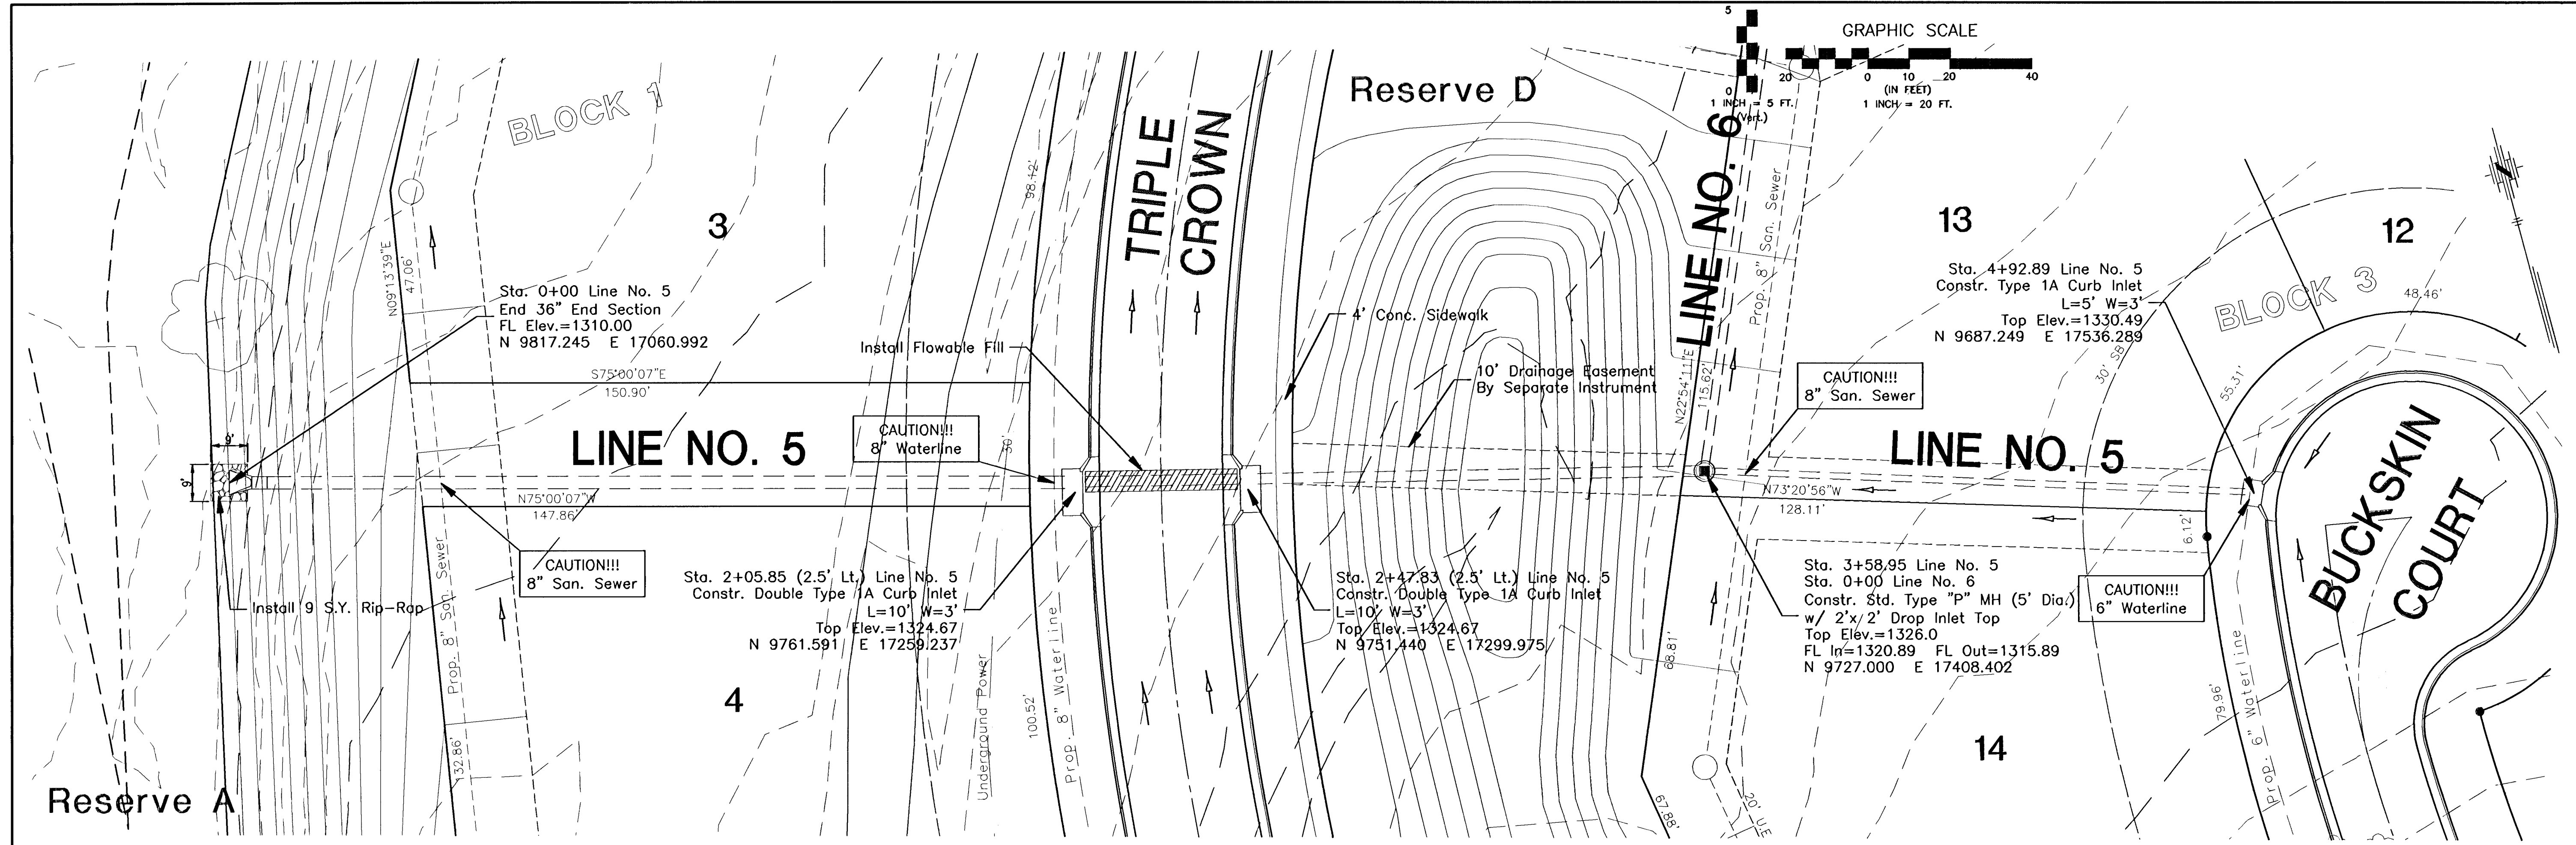 5
0
1 INCH = 5 FT.
(Vert.)
GRAPHIC SCALE
20 0 10 20 40
(IN FEET)
1 INCH = 20 FT.
BLOCK 1
3
N09°13'39"E
47.06'
Sta. 0+00 Line No. 5
End 36" End Section
FL Elev.=1310.00
N 9817.245 E 17060.992
S75°00'07"E
150.90'
LINE NO. 5
9'
9'
N75°00'07"W
147.86'
CAUTION!!!
8" San. Sewer
Install 9 S.Y. Rip-Rap
Prop. 8" San. Sewer
132.86'
Reserve A
4
Install Flowable Fill
CAUTION!!!
8" Waterline
98.12'
30'
TRIPLE
CROWN
Sta. 2+05.85 (2.5' Lt.) Line No. 5
Constr. Double Type 1A Curb Inlet
L=10' W=3'
Top Elev.=1324.67
N 9761.591 E 17259.237
Underground Power
100.52'
Prop. 8" Waterline
Reserve D
4' Conc. Sidewalk
10' Drainage Easement
By Separate Instrument
Sta. 2+47.83 (2.5' Lt.) Line No. 5
Constr. Double Type 1A Curb Inlet
L=10' W=3'
Top Elev.=1324.67
N 9751.440 E 17299.975
LINE NO. 6
Prop. 8" San. Sewer
N22°54'11"E
115.62'
68.81'
67.88'
20' U.E.
13
CAUTION!!!
8" San. Sewer
LINE NO. 5
N73°20'56"W
128.11'
Sta. 3+58.95 Line No. 5
Sta. 0+00 Line No. 6
Constr. Std. Type "P" MH (5' Dia.)
w/ 2'x 2' Drop Inlet Top
Top Elev.=1326.0
FL In=1320.89 FL Out=1315.89
N 9727.000 E 17408.402
14
Sta. 4+92.89 Line No. 5
Constr. Type 1A Curb Inlet
L=5' W=3'
Top Elev.=1330.49
N 9687.249 E 17536.289
30' SB
12
BLOCK 3
48.46'
55.31'
6.12'
CAUTION!!!
6" Waterline
79.96'
Prop. 6" Waterline
BUCKSKIN
COURT